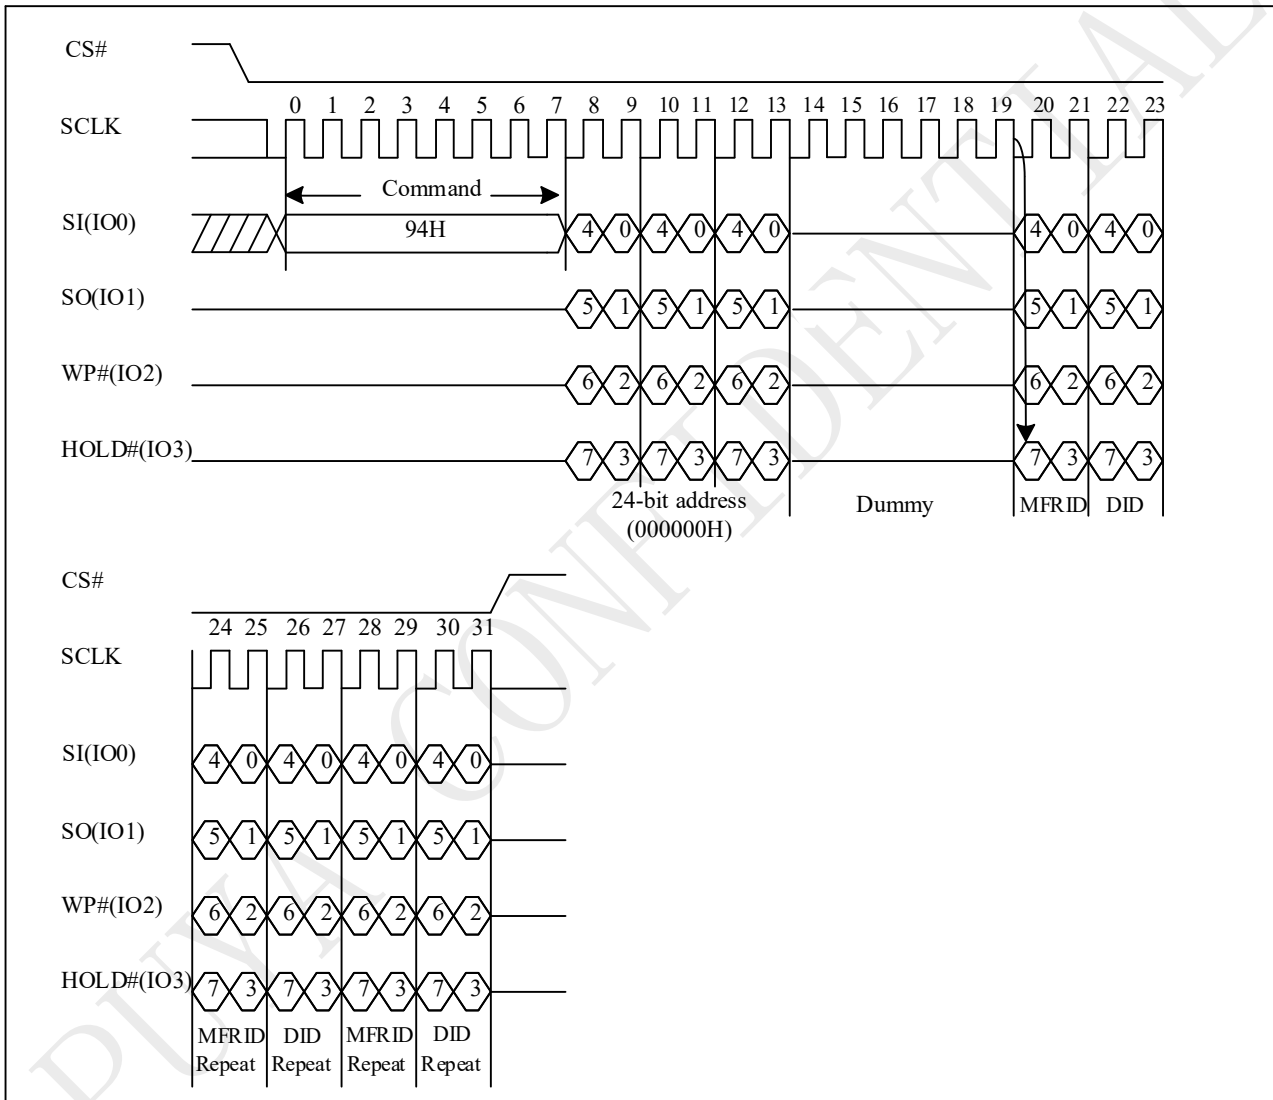 CS#
0 1 2 3 4 5 6 7 8 9 10 11 12 13 14 15 16 17 18 19 20 21 22 23
SCLK
Command
SI(IO0) 94H 4 0 4 0 4 0 4 0 4 0
SO(IO1) 5 1 5 1 5 1 5 1 5 1
WP#(IO2) 6 2 6 2 6 2 6 2 6 2
HOLD#(IO3) 7 3 7 3 7 3 7 3 7 3
24-bit address Dummy MFRID DID
(000000H)
CS#
24 25 26 27 28 29 30 31
SCLK
SI(IO0) 4 0 4 0 4 0 4 0
SO(IO1) 5 1 5 1 5 1 5 1
WP#(IO2) 6 2 6 2 6 2 6 2
HOLD#(IO3) 7 3 7 3 7 3 7 3
MFRID DID MFRID DID
Repeat Repeat Repeat Repeat
PUYA CONFIDENTIAL